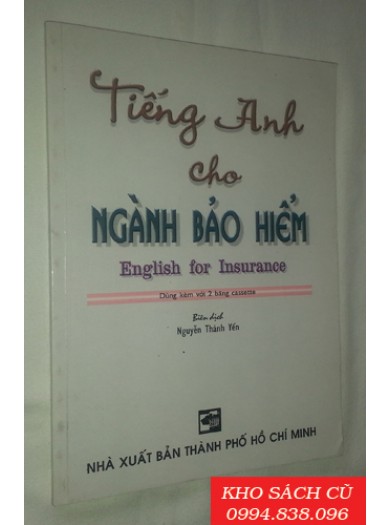 Tiếng Anh
cho
NGÀNH BẢO HIỂM
English for Insurance
Dùng kèm với 2 băng cassette
Biên dịch
Nguyễn Thành Yến
NHÀ XUẤT BẢN THÀNH PHỐ HỒ CHÍ MINH
KHO SÁCH CŨ
0994.838.096